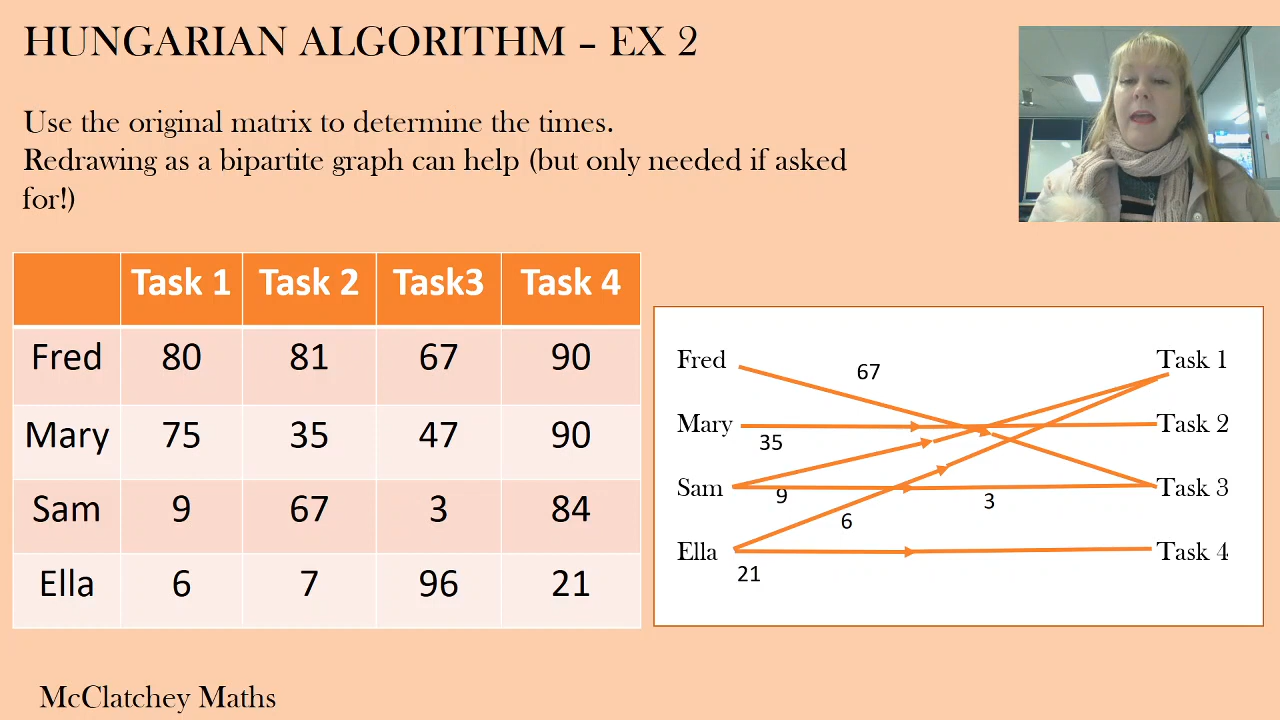 HUNGARIAN ALGORITHM – EX 2
Use the original matrix to determine the times.
Redrawing as a bipartite graph can help (but only needed if asked
for!)
Task 1 Task 2 Task3 Task 4
Fred 80 81 67 90
Mary 75 35 47 90
Sam 9 67 3 84
Ella 6 7 96 21
Fred 67 Task 1
Mary 35 Task 2
Sam 9 3 Task 3
6
Ella 21 Task 4
McClatchey Maths